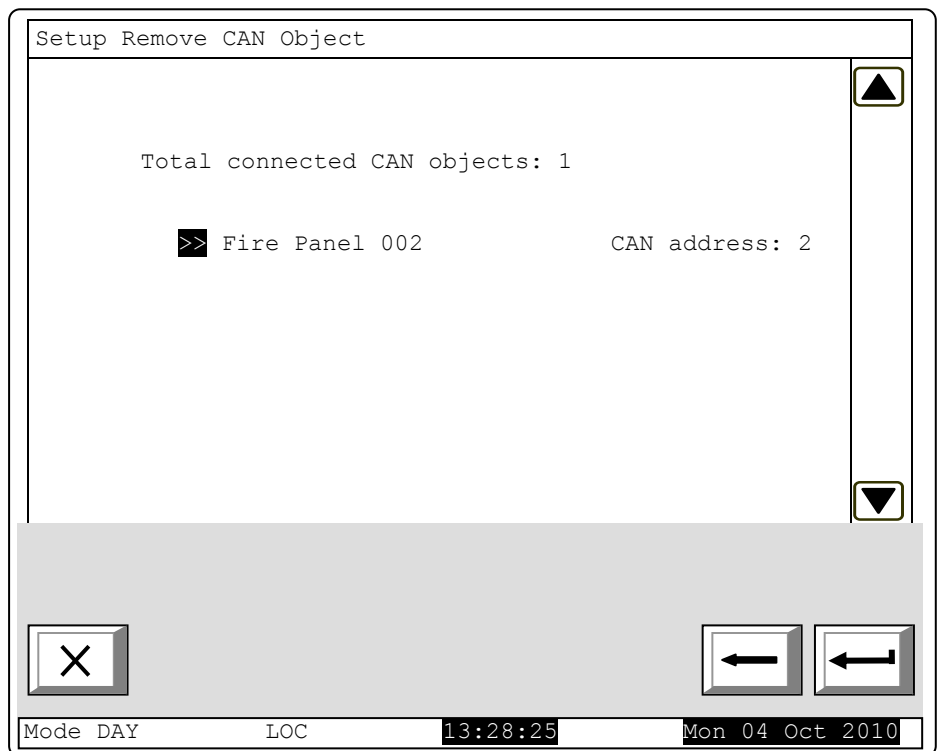 Setup Remove CAN Object
Total connected CAN objects: 1
>> Fire Panel 002 CAN address: 2
Mode DAY LOC 13:28:25 Mon 04 Oct 2010